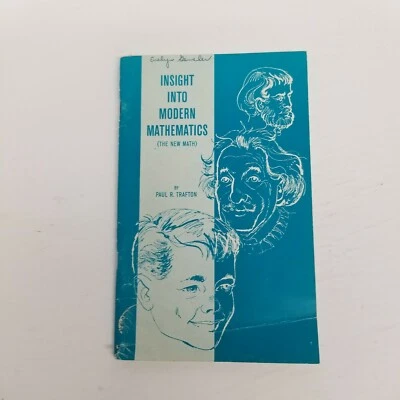 INSIGHT
INTO
MODERN
MATHEMATICS
(THE NEW MATH)
BY
PAUL R. TRAFTON